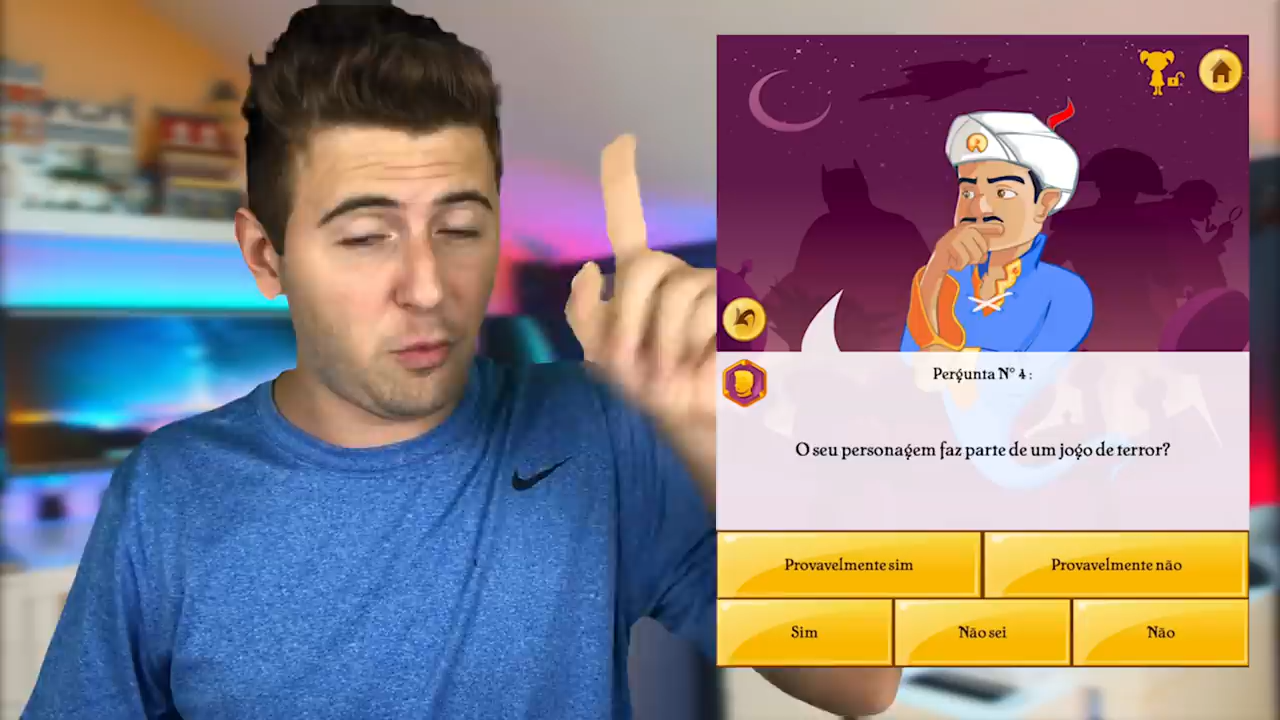 Pergunta Nº 4 :
O seu personagem faz parte de um jogo de terror?
Provavelmente sim
Provavelmente não
Sim
Não sei
Não